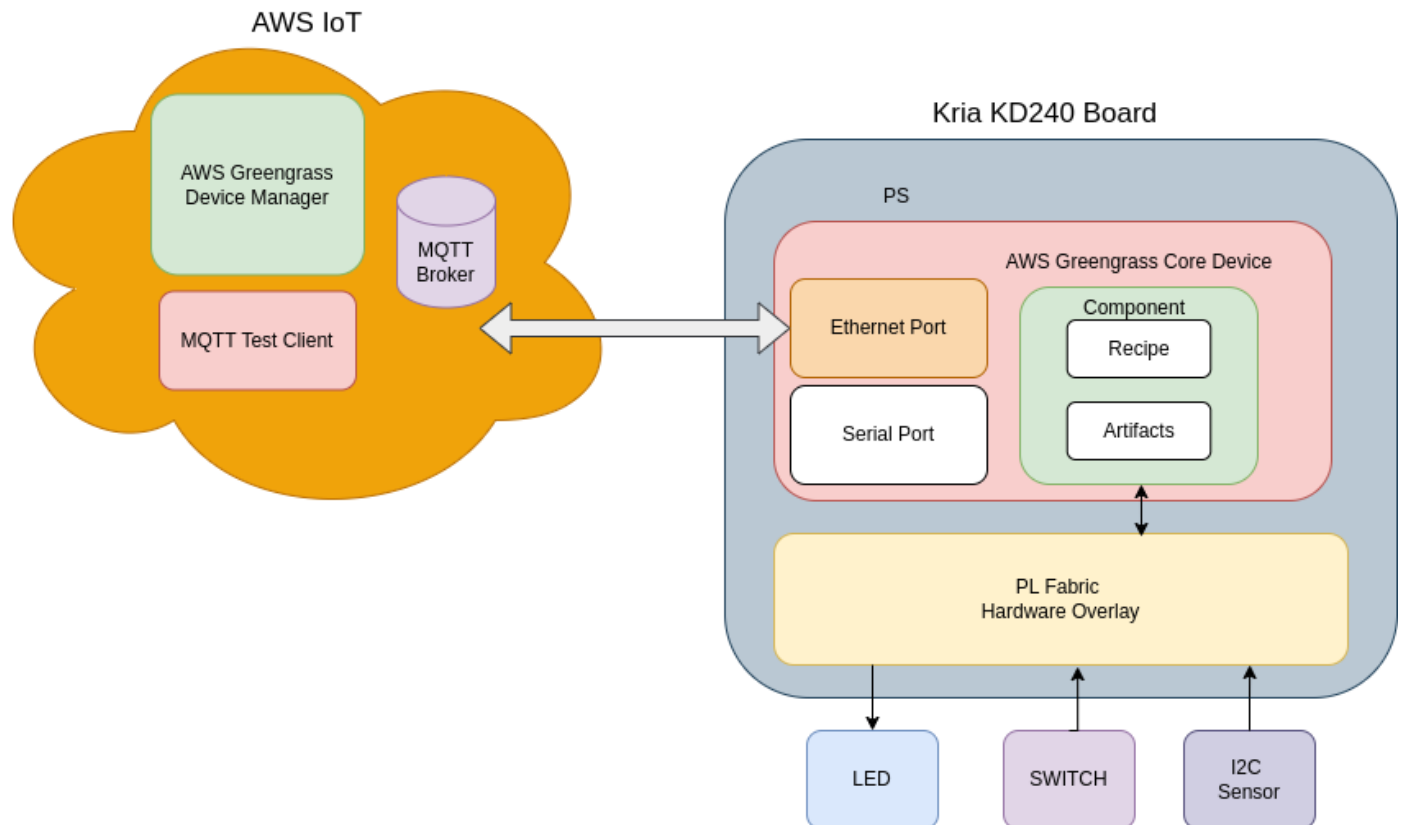 AWS IoT
AWS Greengrass
Device Manager
MQTT
Broker
MQTT Test Client
Kria KD240 Board
PS
AWS Greengrass Core Device
Ethernet Port
Serial Port
Component
Recipe
Artifacts
PL Fabric
Hardware Overlay
LED
SWITCH
I2C
Sensor